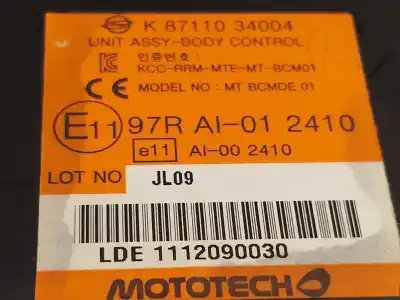 K 87110 34004
UNIT ASSY-BODY CONTROL
인증번호 :
KCC-RRM-MTE-MT-BCM01
CE MODEL NO : MT BCMDE 01
E11 97R AI-01 2410
e11 AI-00 2410
LOT NO JL09
LDE 1112090030
MOTOTECH